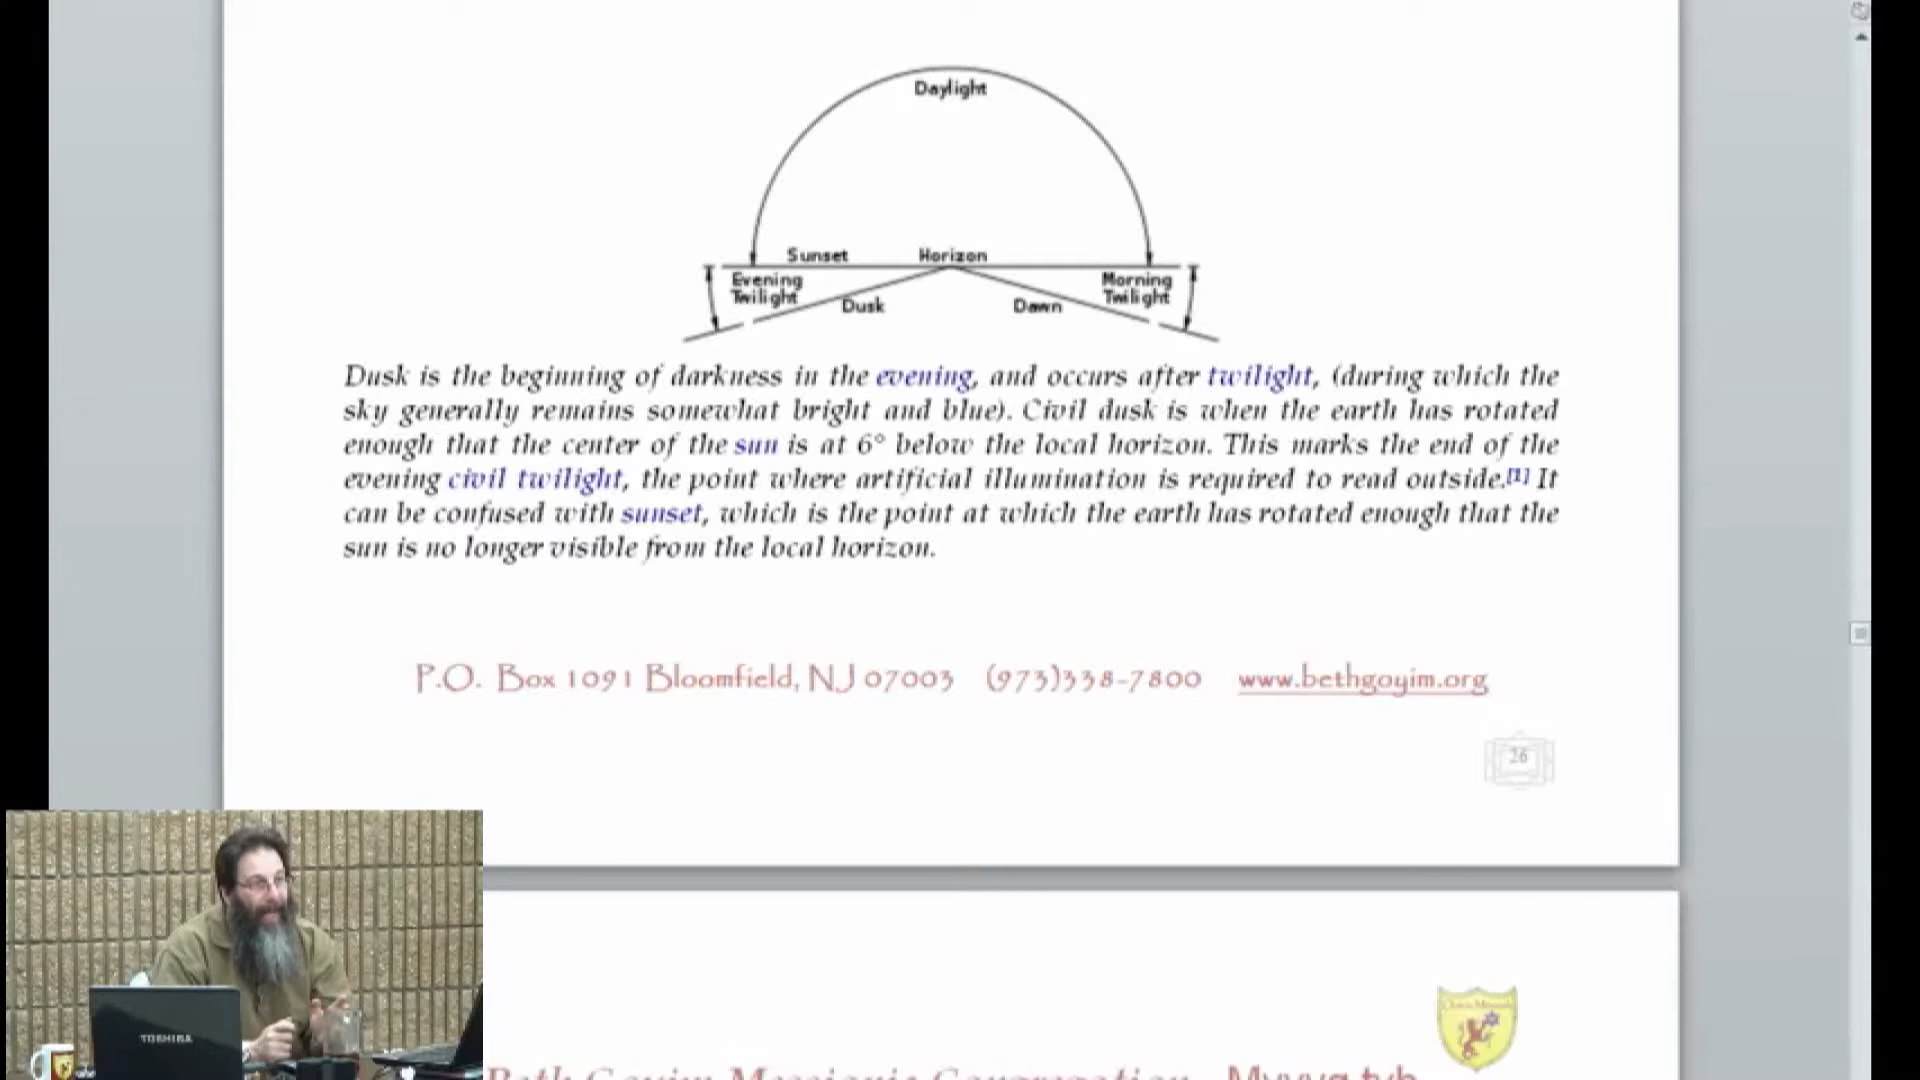 Daylight
Sunset Horizon
Evening Morning
Twilight Twilight
Dusk Dawn
Dusk is the beginning of darkness in the evening, and occurs after twilight, (during which the
sky generally remains somewhat bright and blue). Civil dusk is when the earth has rotated
enough that the center of the sun is at 6° below the local horizon. This marks the end of the
evening civil twilight, the point where artificial illumination is required to read outside.[1] It
can be confused with sunset, which is the point at which the earth has rotated enough that the
sun is no longer visible from the local horizon.
P.O. Box 1091 Bloomfield, NJ 07003 (973)338-7800 www.bethgoyim.org
26
TOSHIBA
Beth Goyim Messianic Congregation